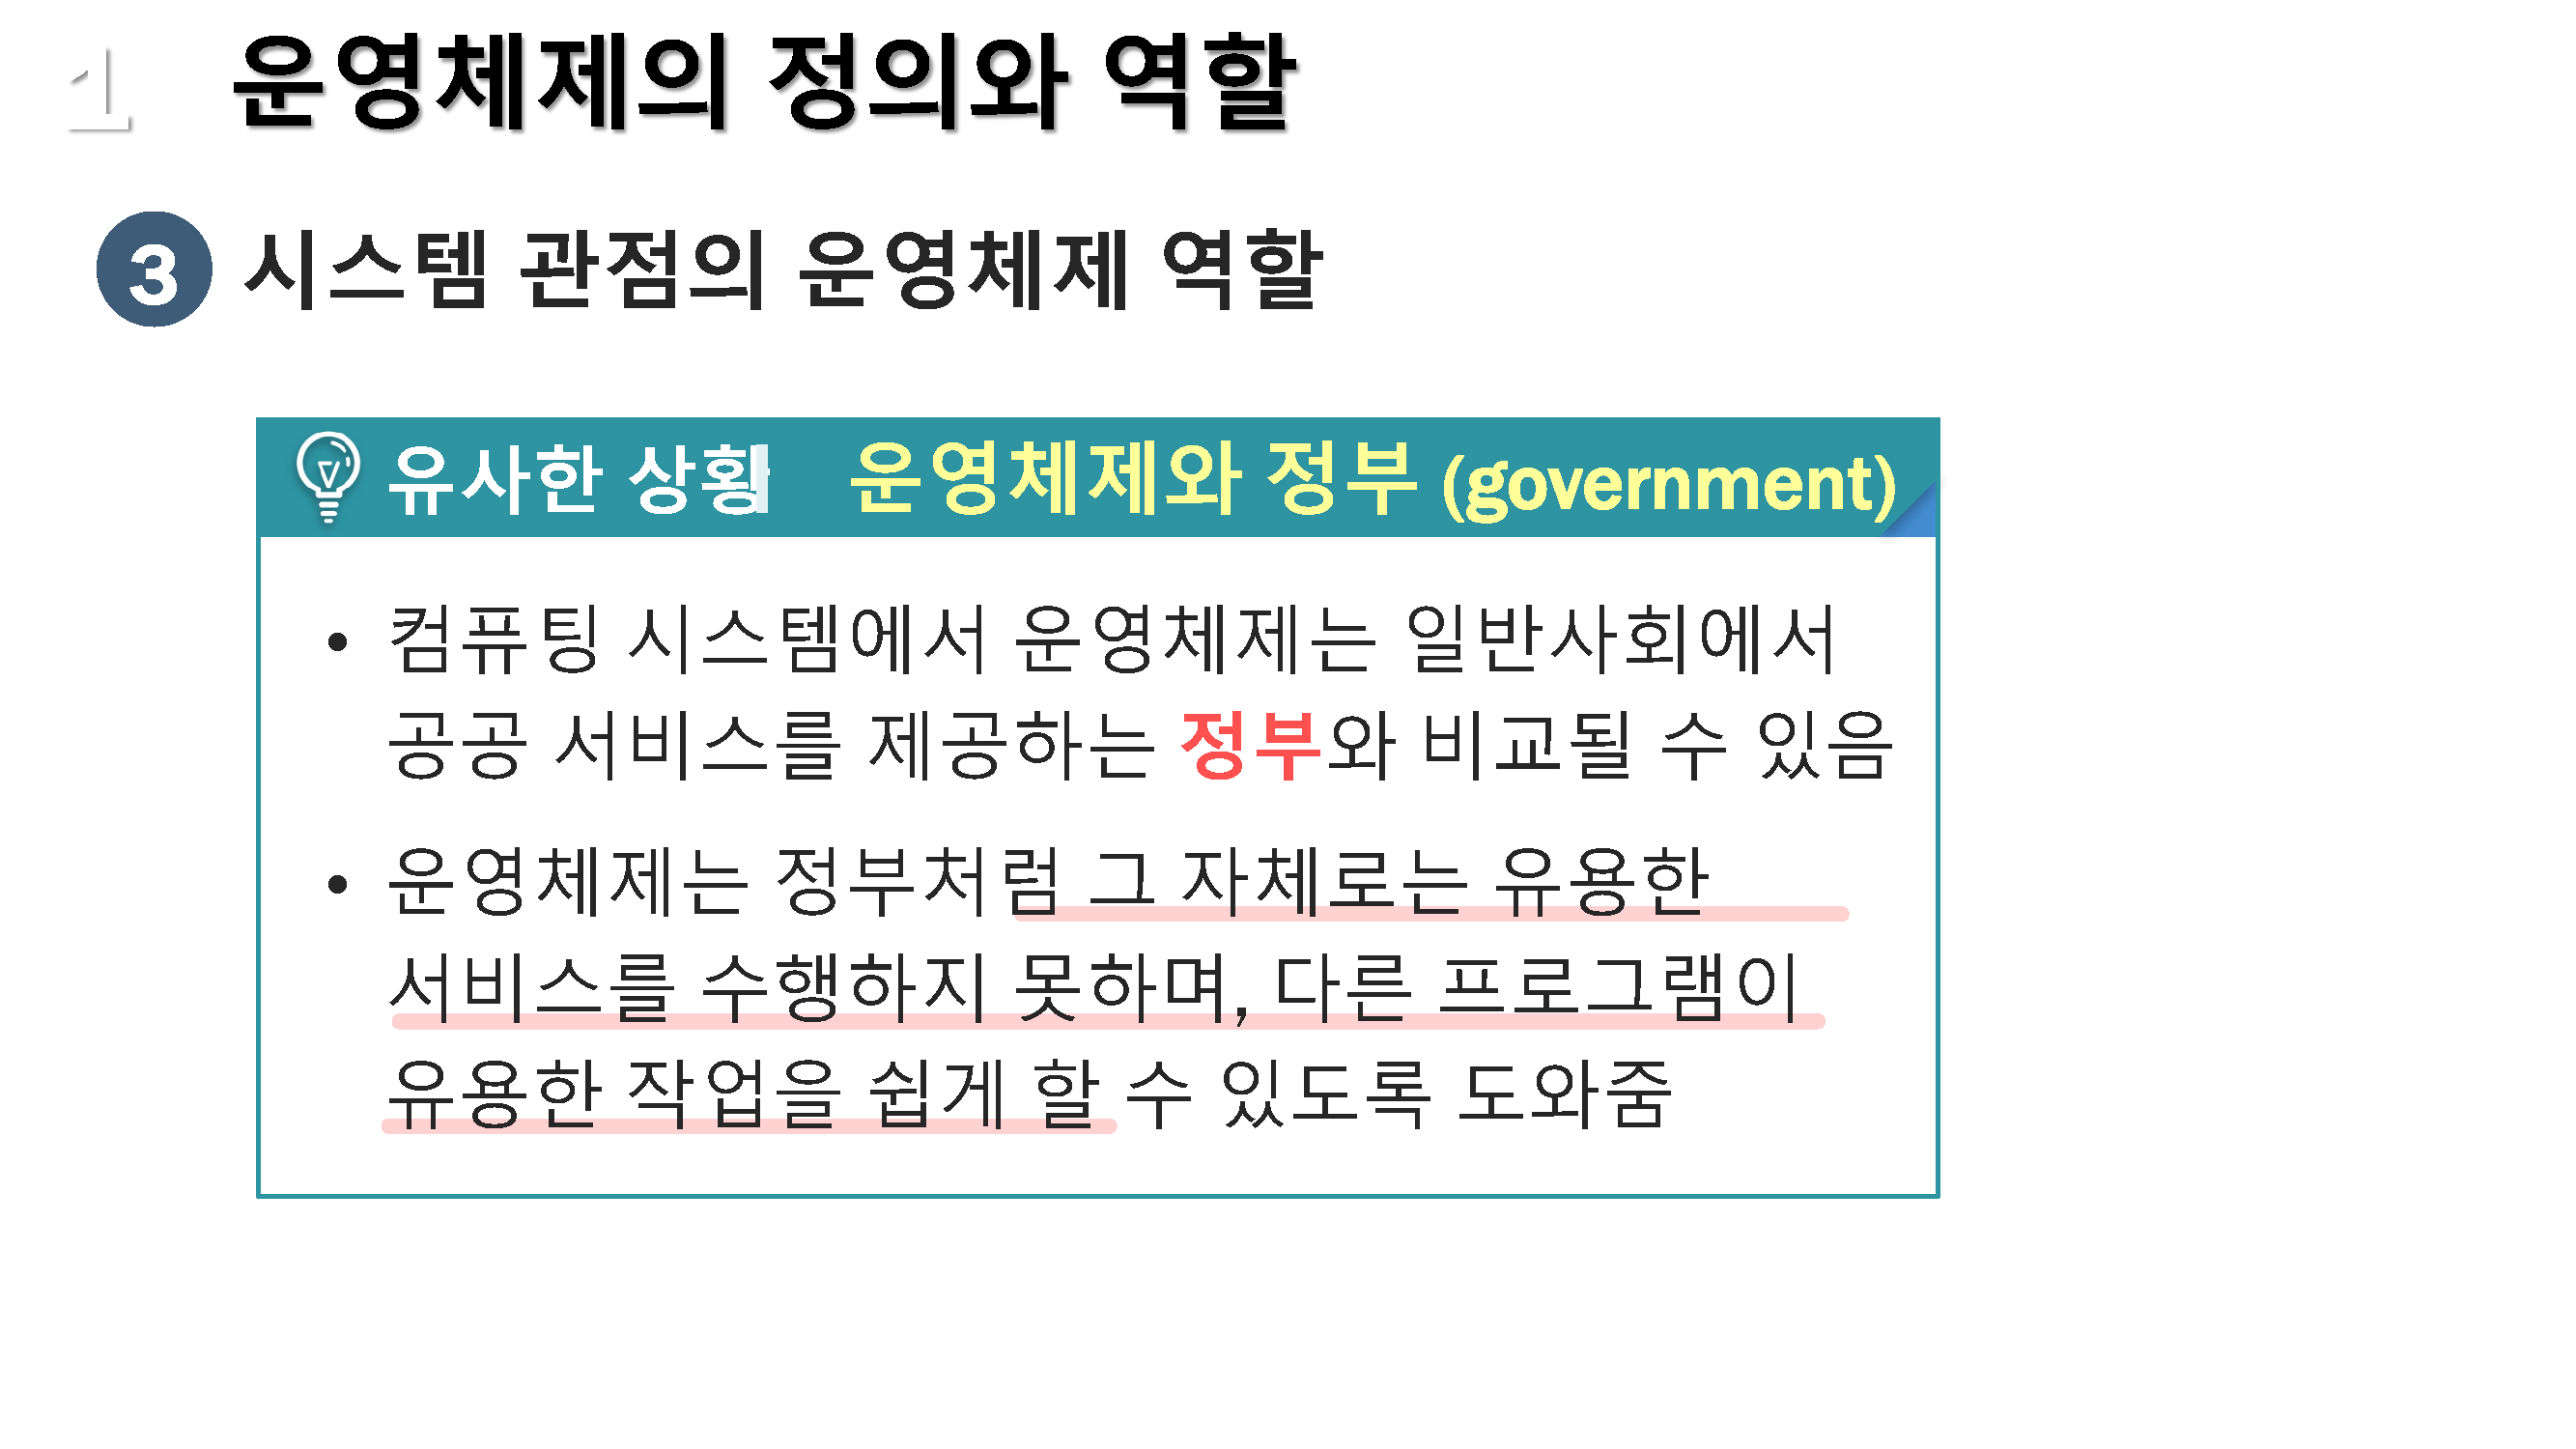 1 운영체제의 정의와 역할
3 시스템 관점의 운영체제 역할
유사한 상황 운영체제와 정부 (government)
• 컴퓨팅 시스템에서 운영체제는 일반사회에서
공공 서비스를 제공하는 정부와 비교될 수 있음
• 운영체제는 정부처럼 그 자체로는 유용한
서비스를 수행하지 못하며, 다른 프로그램이
유용한 작업을 쉽게 할 수 있도록 도와줌